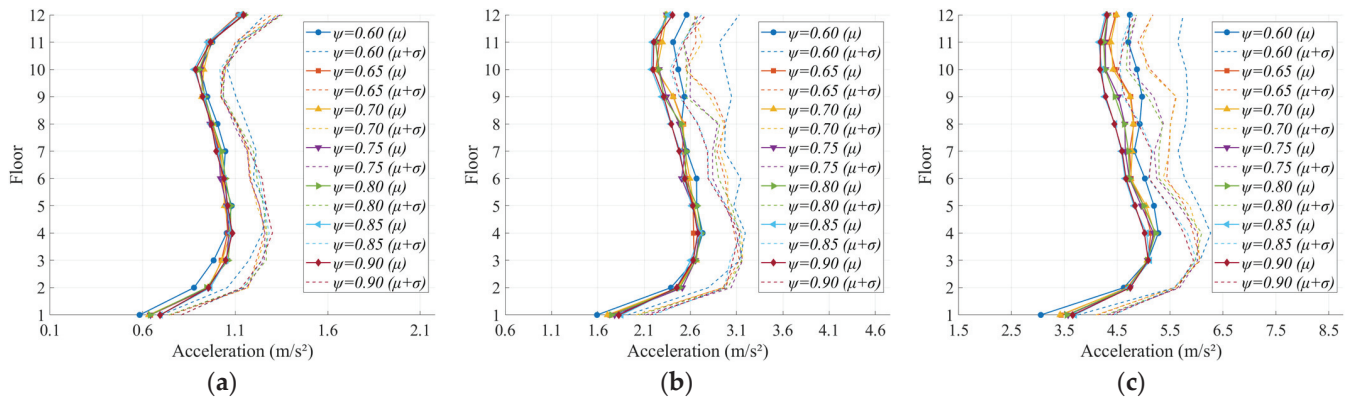 12
11
10
9
8
7
6
5
4
3
2
1
Floor
0.1 0.6 1.1 1.6 2.1
Acceleration (m/s²)
ψ=0.60 (μ)
ψ=0.60 (μ+σ)
ψ=0.65 (μ)
ψ=0.65 (μ+σ)
ψ=0.70 (μ)
ψ=0.70 (μ+σ)
ψ=0.75 (μ)
ψ=0.75 (μ+σ)
ψ=0.80 (μ)
ψ=0.80 (μ+σ)
ψ=0.85 (μ)
ψ=0.85 (μ+σ)
ψ=0.90 (μ)
ψ=0.90 (μ+σ)
(a)
12
11
10
9
8
7
6
5
4
3
2
1
Floor
0.6 1.1 1.6 2.1 2.6 3.1 3.6 4.1 4.6
Acceleration (m/s²)
ψ=0.60 (μ)
ψ=0.60 (μ+σ)
ψ=0.65 (μ)
ψ=0.65 (μ+σ)
ψ=0.70 (μ)
ψ=0.70 (μ+σ)
ψ=0.75 (μ)
ψ=0.75 (μ+σ)
ψ=0.80 (μ)
ψ=0.80 (μ+σ)
ψ=0.85 (μ)
ψ=0.85 (μ+σ)
ψ=0.90 (μ)
ψ=0.90 (μ+σ)
(b)
12
11
10
9
8
7
6
5
4
3
2
1
Floor
1.5 2.5 3.5 4.5 5.5 6.5 7.5 8.5
Acceleration (m/s²)
ψ=0.60 (μ)
ψ=0.60 (μ+σ)
ψ=0.65 (μ)
ψ=0.65 (μ+σ)
ψ=0.70 (μ)
ψ=0.70 (μ+σ)
ψ=0.75 (μ)
ψ=0.75 (μ+σ)
ψ=0.80 (μ)
ψ=0.80 (μ+σ)
ψ=0.85 (μ)
ψ=0.85 (μ+σ)
ψ=0.90 (μ)
ψ=0.90 (μ+σ)
(c)